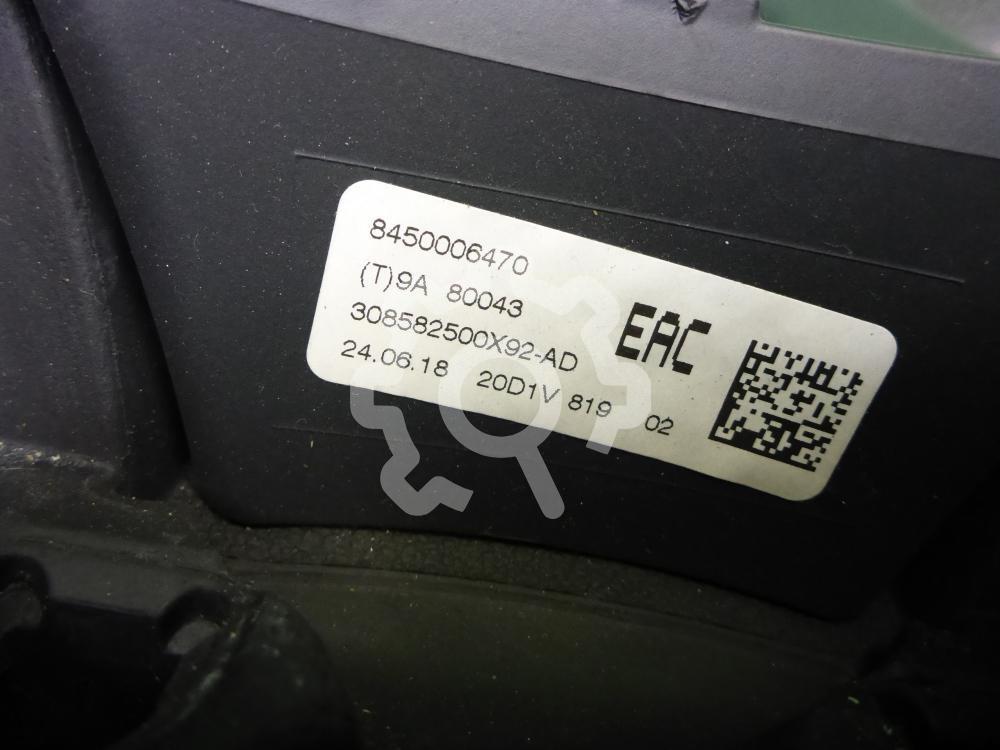 8450006470
(T)9A 80043
308582500X92-AD
24.06.18 20D1V 819 02
EAC